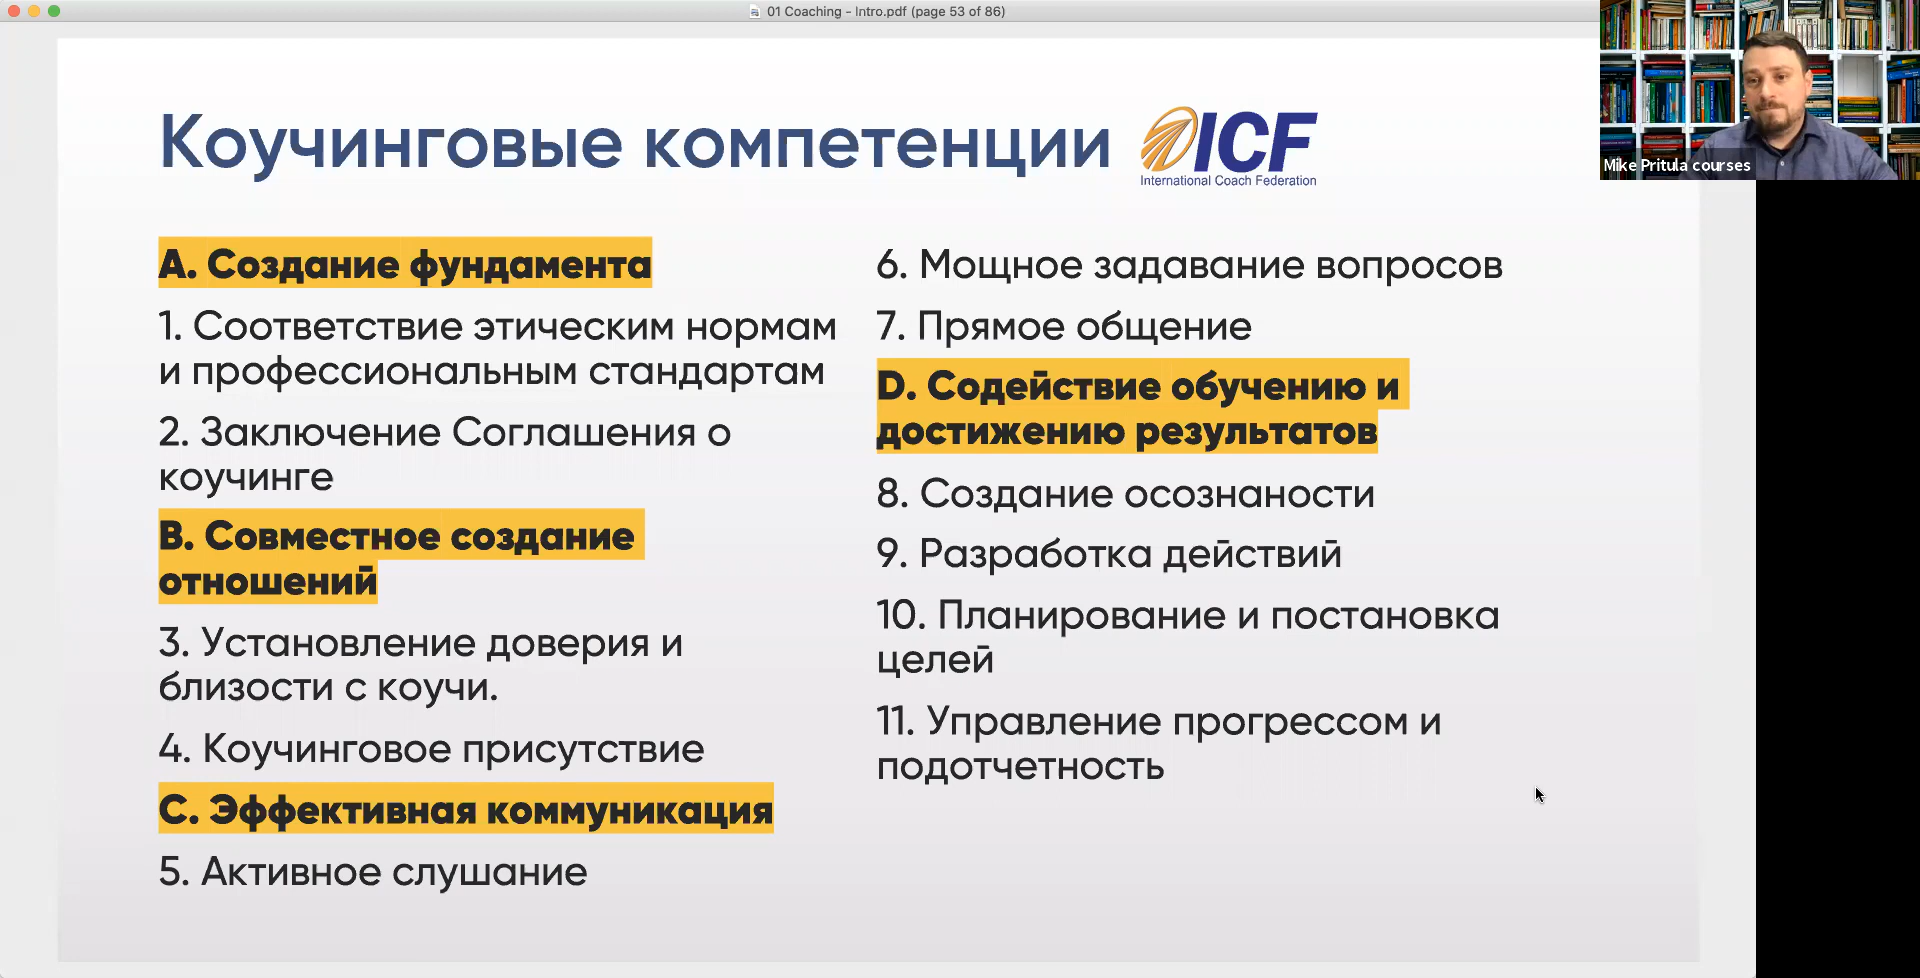 01 Coaching - Intro.pdf (page 53 of 86)
Коучинговые компетенции
ICF
International Coach Federation
Mike Pritula courses
A. Создание фундамента
1. Соответствие этическим нормам
и профессиональным стандартам
2. Заключение Соглашения о
коучинге
B. Совместное создание
отношений
3. Установление доверия и
близости с коучи.
4. Коучинговое присутствие
C. Эффективная коммуникация
5. Активное слушание
6. Мощное задавание вопросов
7. Прямое общение
D. Содействие обучению и
достижению результатов
8. Создание осознаности
9. Разработка действий
10. Планирование и постановка
целей
11. Управление прогрессом и
подотчетность